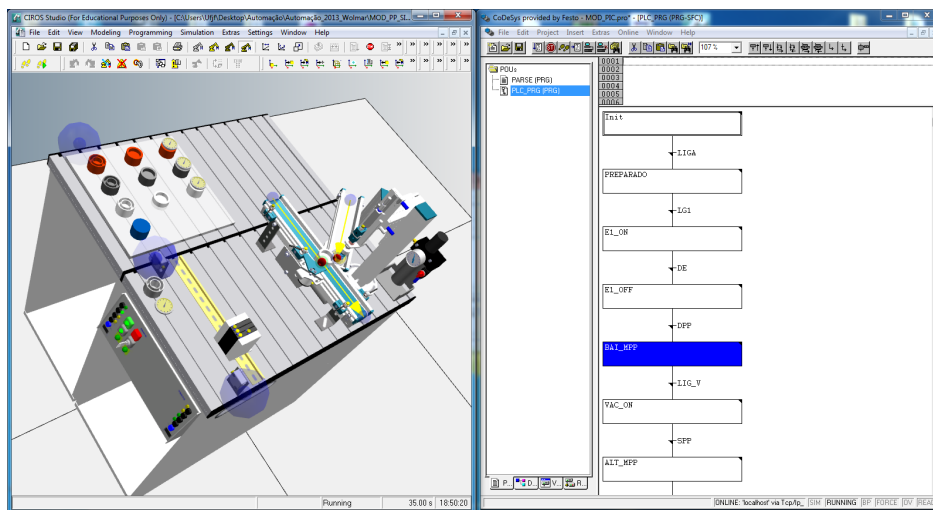 CIROS Studio (For Educational Purposes Only) - [C:\Users\Ufjf\Desktop\Automação\Automação_2013_Wolmar\MOD_PP_SI...
File Edit View Modeling Programming Simulation Extras Settings Window Help
Running 35.00 s 18:50:20
CoDeSys provided by Festo - MOD_PIC.pro* - [PLC_PRG (PRG-SFC)]
File Edit Project Insert Extras Online Window Help
107 %
POUs
PARSE (PRG)
PLC_PRG (PRG)
P... D... V... R...
0001
0002
0003
0004
0005
0006
Init
LIGA
PREPARADO
LG1
E1_ON
DE
E1_OFF
DPP
BAI_MPP
LIG_V
VAC_ON
SPP
ALT_MPP
ONLINE: 'localhost' via Tcp/Ip_ SIM RUNNING BP FORCE OV READ